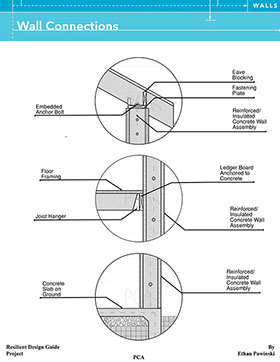 WALLS
Wall Connections
Eave
Blocking
Fastening
Plate
Embedded
Anchor Bolt
Reinforced/
Insulated
Concrete Wall
Assembly
Floor
Framing
Ledger Board
Anchored to
Concrete
Joist Hanger
Reinforced/
Insulated
Concrete Wall
Assembly
Concrete
Slab on
Ground
Reinforced/
Insulated
Concrete Wall
Assembly
Resilient Design Guide
Project
PCA
By
Ethan Pawinski